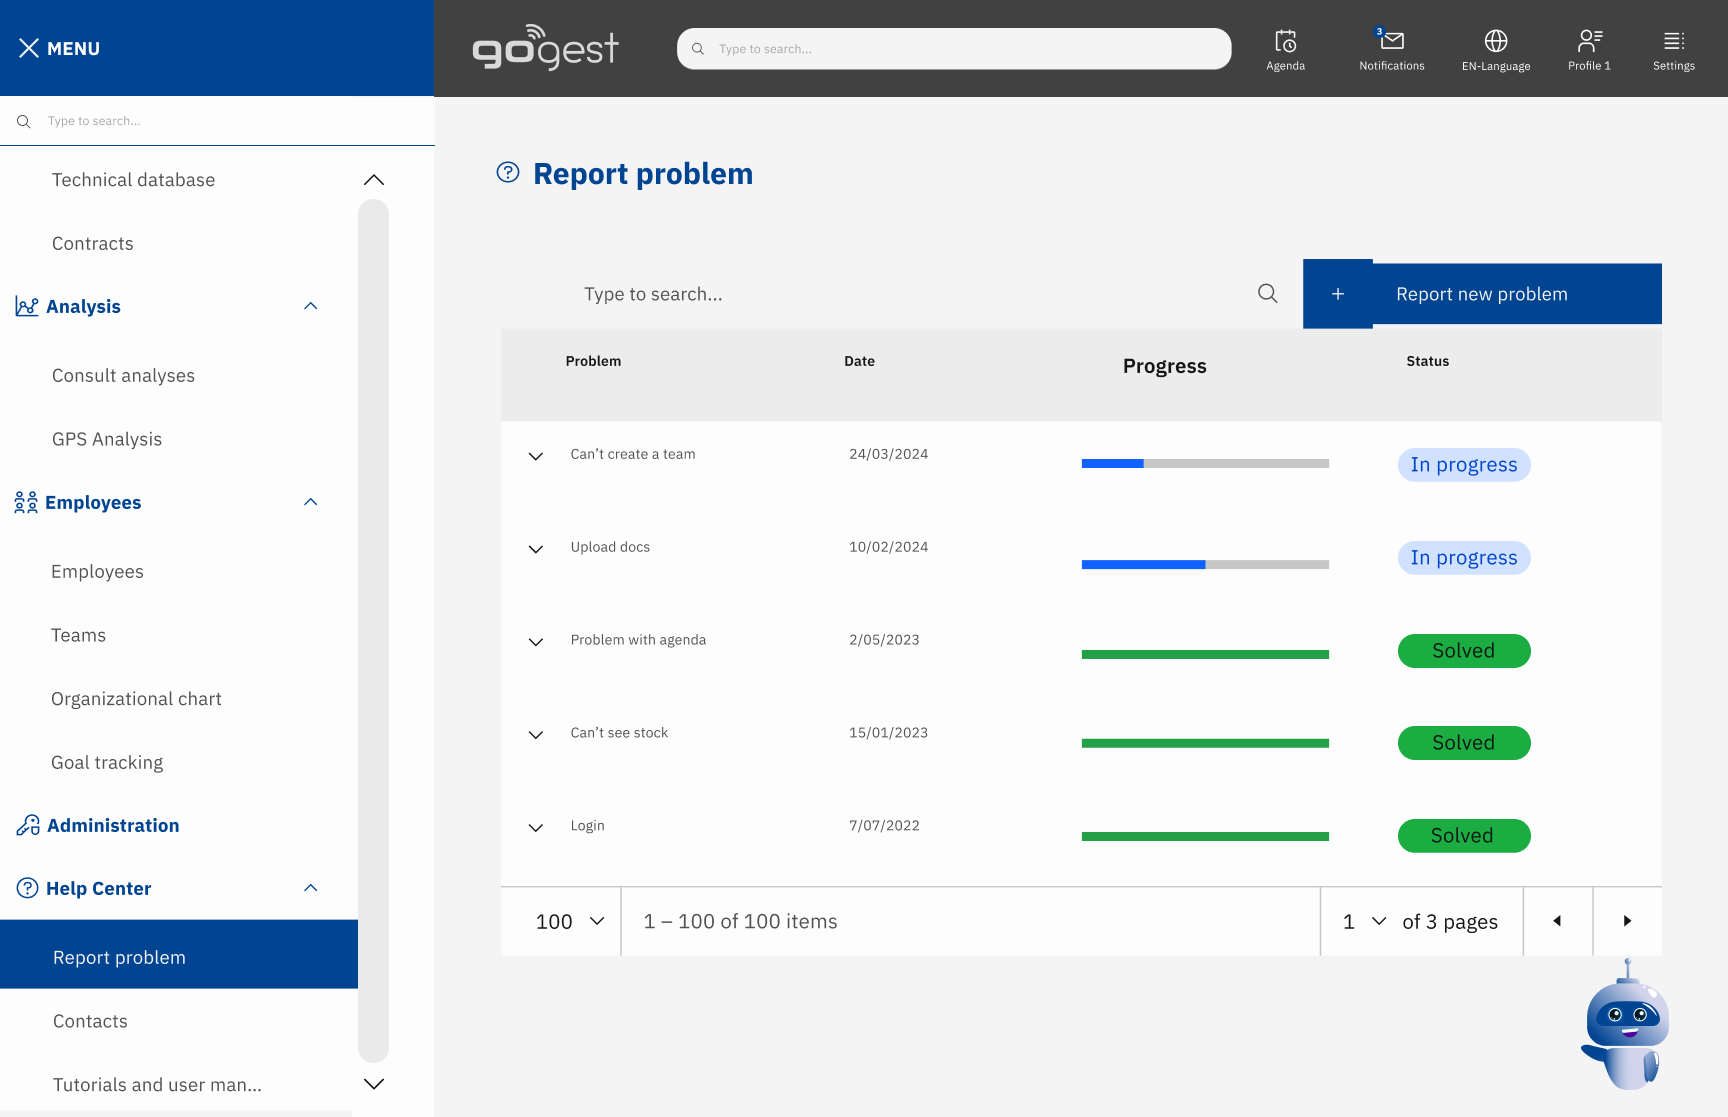 MENU
gogest
Type to search...
Agenda
3
Notifications
EN-Language
Profile 1
Settings
Type to search...
Technical database
Contracts
Analysis
Consult analyses
GPS Analysis
Employees
Employees
Teams
Organizational chart
Goal tracking
Administration
Help Center
Report problem
Contacts
Tutorials and user man...
Report problem
Type to search...
+ Report new problem
Problem Date Progress Status
Can't create a team 24/03/2024 In progress
Upload docs 10/02/2024 In progress
Problem with agenda 2/05/2023 Solved
Can't see stock 15/01/2023 Solved
Login 7/07/2022 Solved
100 1 – 100 of 100 items 1 of 3 pages